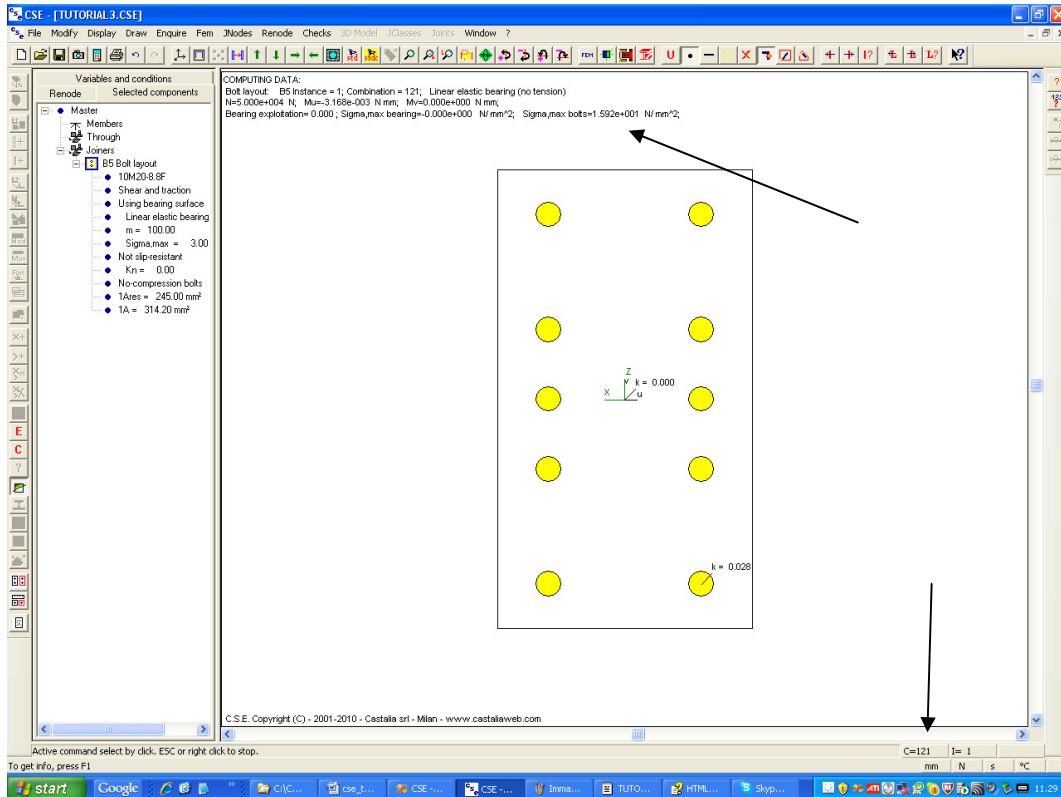 CSE - [TUTORIAL3.CSE]
File Modify Display Draw Enquire Fem JNodes Renode Checks 3D Model JClasses Joints Window ?
Variables and conditions
Renode Selected components
Master
Members
Through
Joiners
B5 Bolt layout
10M20-8.8F
Shear and traction
Using bearing surface
Linear elastic bearing
m = 100.00
Sigma,max = 3.00
Not slip-resistant
Kn = 0.00
No-compression bolts
1Ares = 245.00 mm²
1A = 314.20 mm²
COMPUTING DATA:
Bolt layout: B5 Instance = 1; Combination = 121; Linear elastic bearing (no tension)
N=5.000e+004 N; Mu=-3.168e-003 N mm; Mv=0.000e+000 N mm;
Bearing exploitation= 0.000 ; Sigma,max bearing=-0.000e+000 N/ mm^2; Sigma,max bolts=1.592e+001 N/ mm^2;
Z
v k = 0.000
X u
k = 0.028
C.S.E. Copyright (C) - 2001-2010 - Castalia srl - Milan - www.castaliaweb.com
Active command select by click. ESC or right click to stop.
C=121 I= 1
To get info, press F1
mm N s °C
start Google C:\C... cse_t... CSE -... CSE -... Imma... TUTO... HTML... Skyp... 11.29